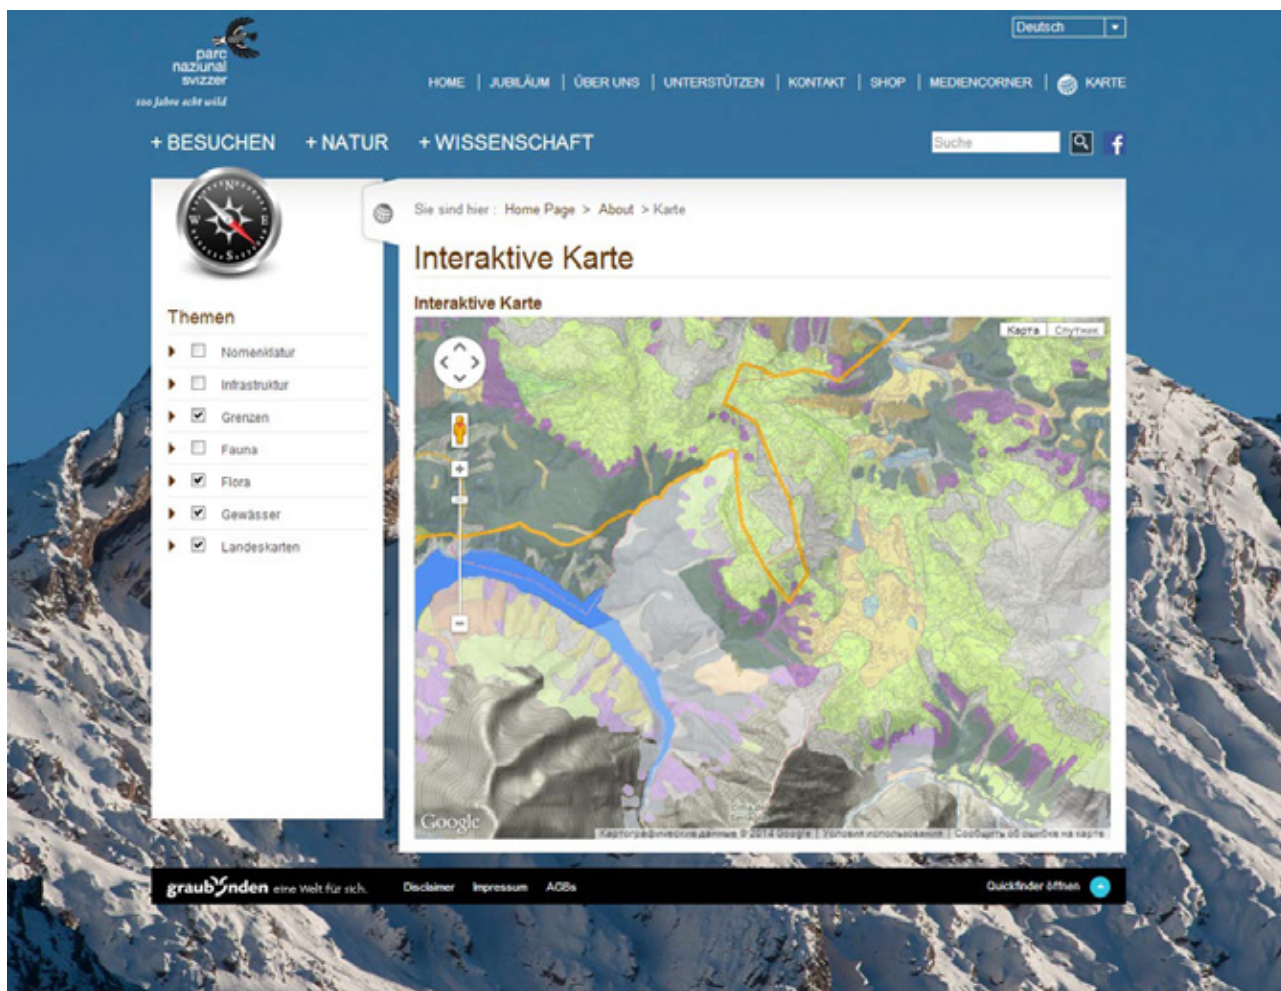 parc
naziunal
svizzer
100 Jahre echt wild
Deutsch
HOME | JUBILÄUM | ÜBER UNS | UNTERSTÜTZEN | KONTAKT | SHOP | MEDIENCORNER | KARTE
+ BESUCHEN + NATUR + WISSENSCHAFT
Suche
f
N
W E
S
Sie sind hier : Home Page > About > Karte
Interaktive Karte
Themen
Nomenklatur
Infrastruktur
Grenzen
Fauna
Flora
Gewässer
Landeskarten
Interaktive Karte
Карта Спутник
Google
Картографические данные © 2014 Google | Условия использования | Сообщить об ошибке на карте
graubünden eine Welt für sich. Disclaimer Impressum AGBs Quickfinder öffnen